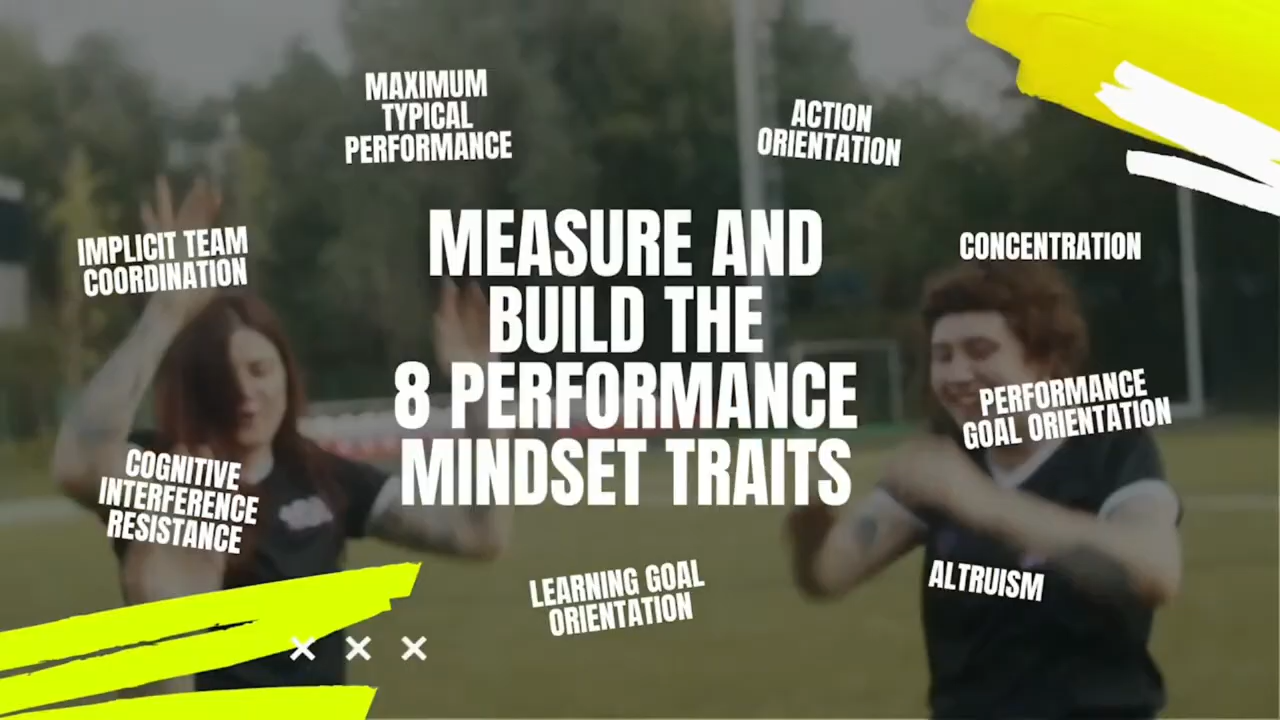 MAXIMUM
TYPICAL
PERFORMANCE
ACTION
ORIENTATION
IMPLICIT TEAM
COORDINATION
CONCENTRATION
MEASURE AND
BUILD THE
8 PERFORMANCE
MINDSET TRAITS
PERFORMANCE
GOAL ORIENTATION
COGNITIVE
INTERFERENCE
RESISTANCE
LEARNING GOAL
ORIENTATION
ALTRUISM